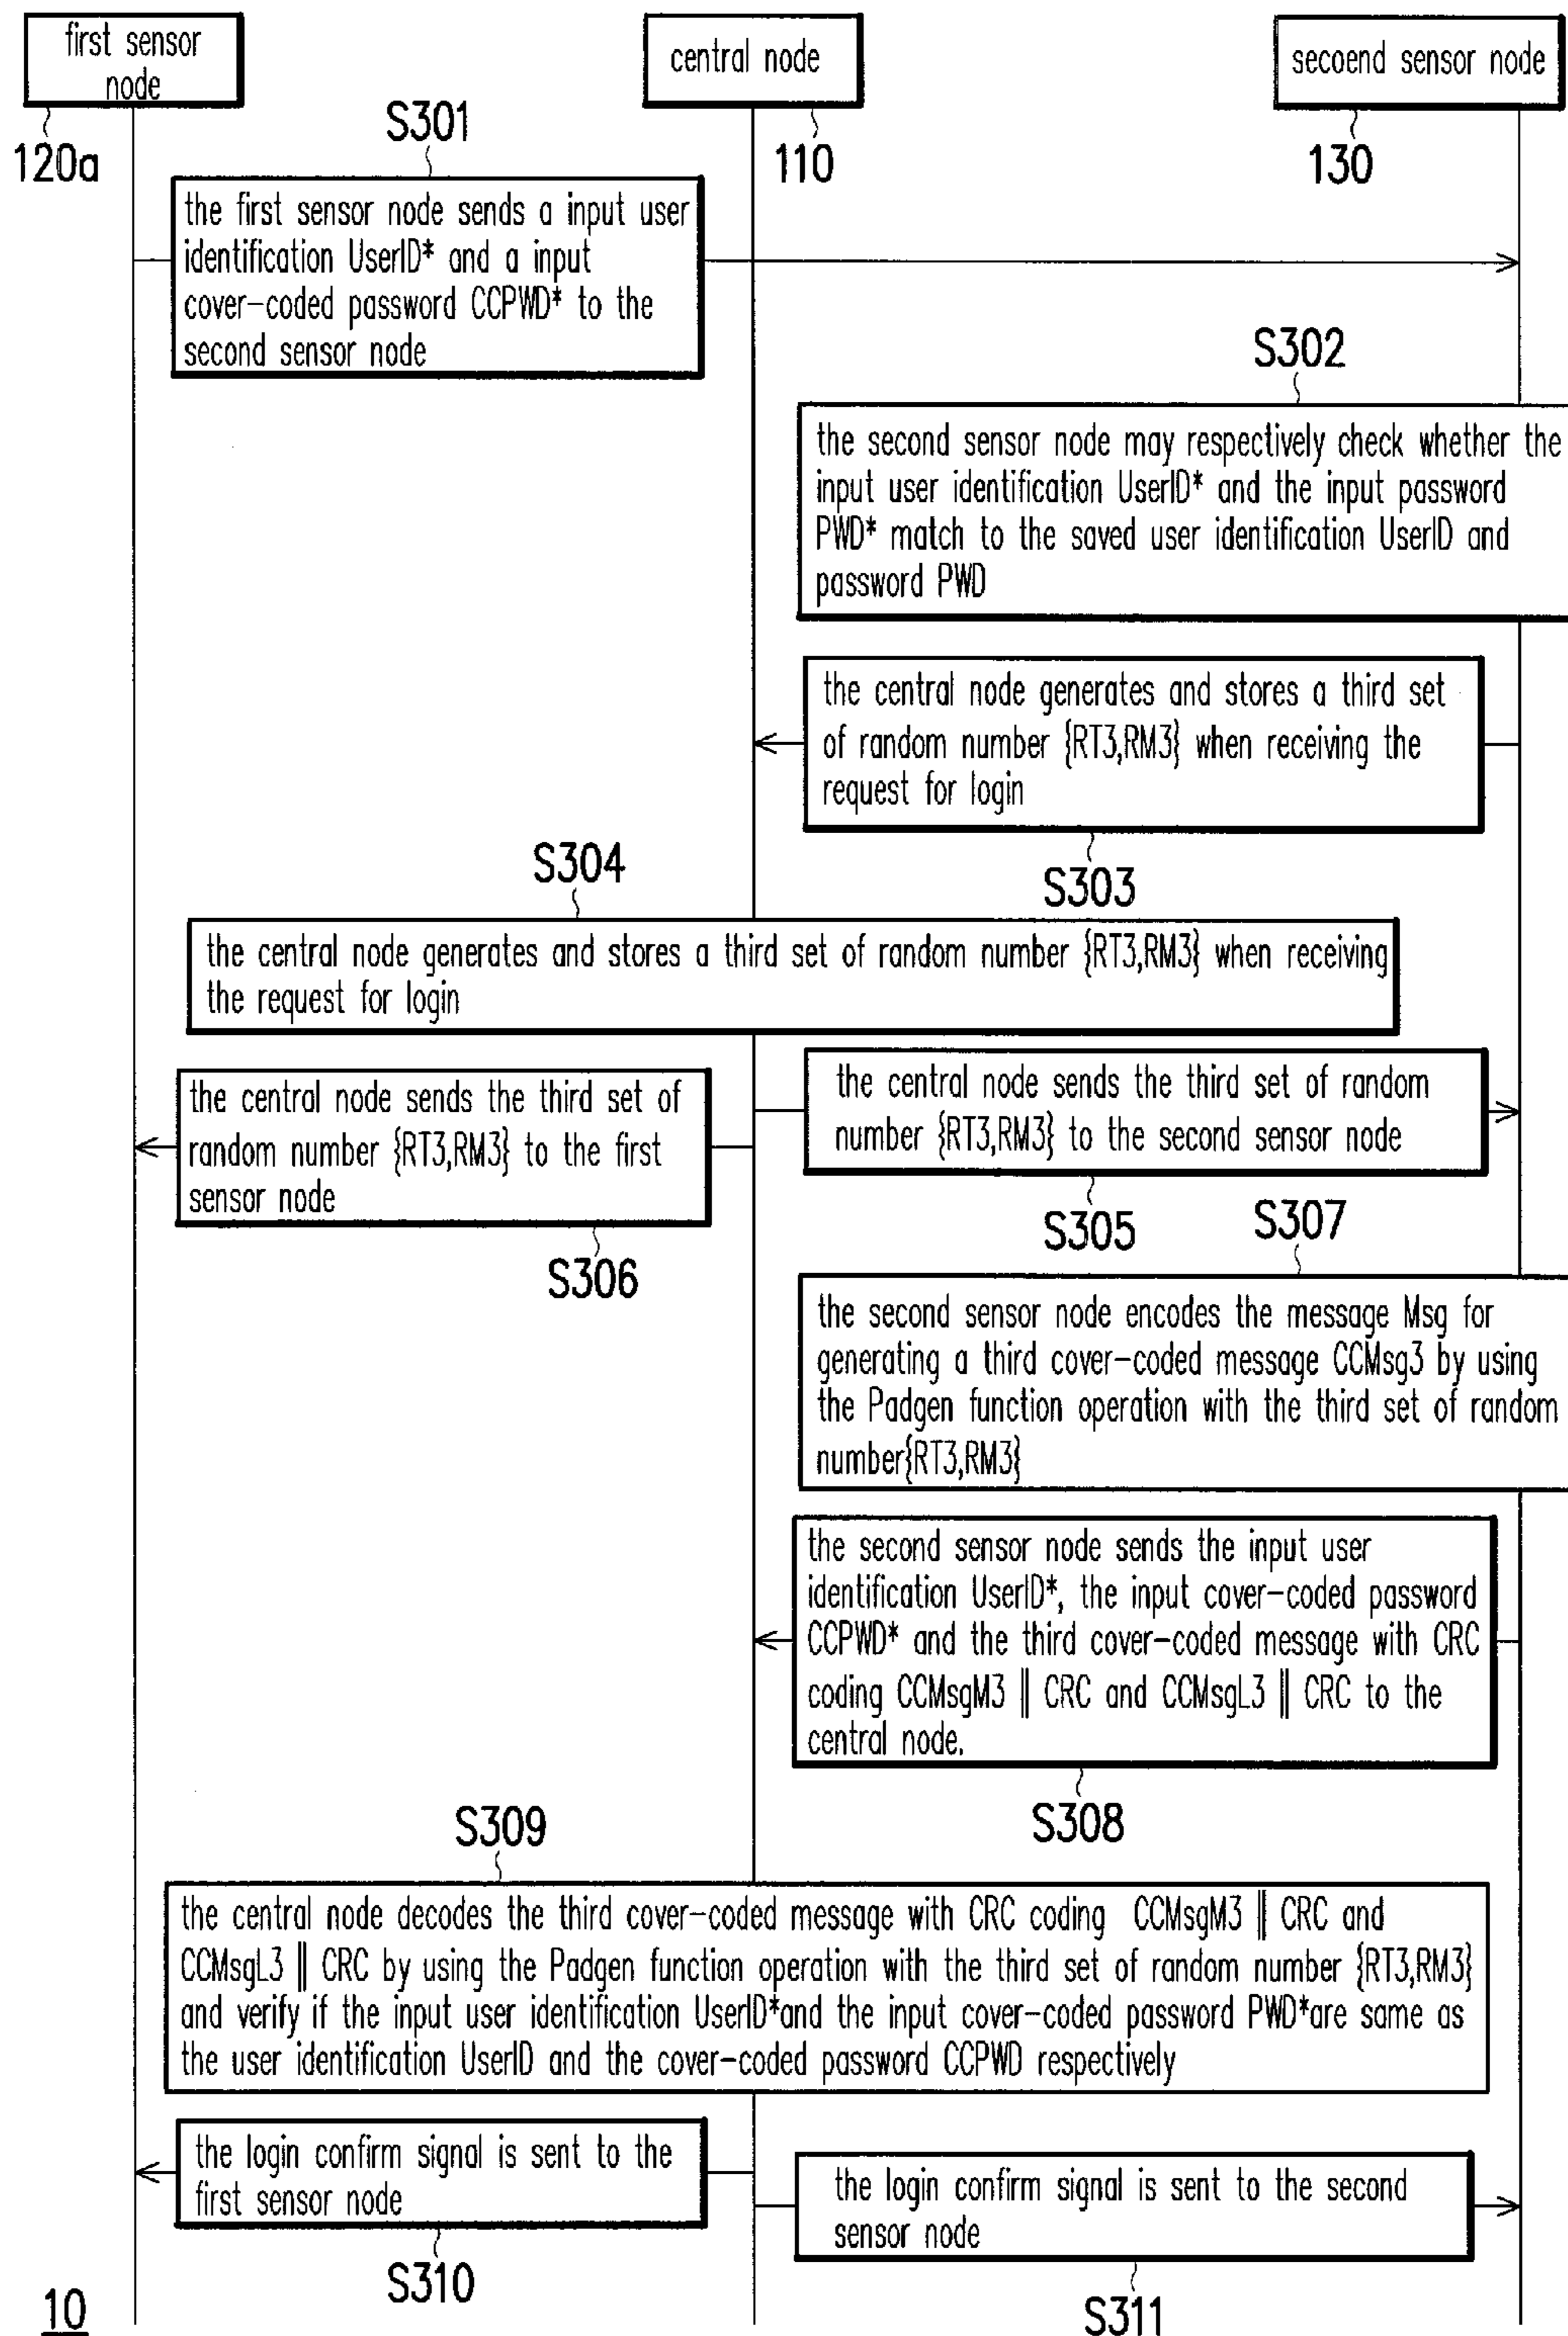 first sensor
node
central node
secoend sensor node
120a
110
130
S301
the first sensor node sends a input user
identification UserID* and a input
cover-coded password CCPWD* to the
second sensor node
S302
the second sensor node may respectively check whether the
input user identification UserID* and the input password
PWD* match to the saved user identification UserID and
password PWD
the central node generates and stores a third set
of random number {RT3,RM3} when receiving the
request for login
S303
S304
the central node generates and stores a third set of random number {RT3,RM3} when receiving
the request for login
the central node sends the third set of random
number {RT3,RM3} to the second sensor node
S305
the central node sends the third set of
random number {RT3,RM3} to the first
sensor node
S306
S307
the second sensor node encodes the message Msg for
generating a third cover-coded message CCMsg3 by using
the Padgen function operation with the third set of random
number{RT3,RM3}
the second sensor node sends the input user
identification UserID*, the input cover-coded password
CCPWD* and the third cover-coded message with CRC
coding CCMsgM3 || CRC and CCMsgL3 || CRC to the
central node.
S308
S309
the central node decodes the third cover-coded message with CRC coding CCMsgM3 || CRC and
CCMsgL3 || CRC by using the Padgen function operation with the third set of random number {RT3,RM3}
and verify if the input user identification UserID*and the input cover-coded password PWD*are same as
the user identification UserID and the cover-coded password CCPWD respectively
the login confirm signal is sent to the
first sensor node
S310
the login confirm signal is sent to the second
sensor node
S311
10